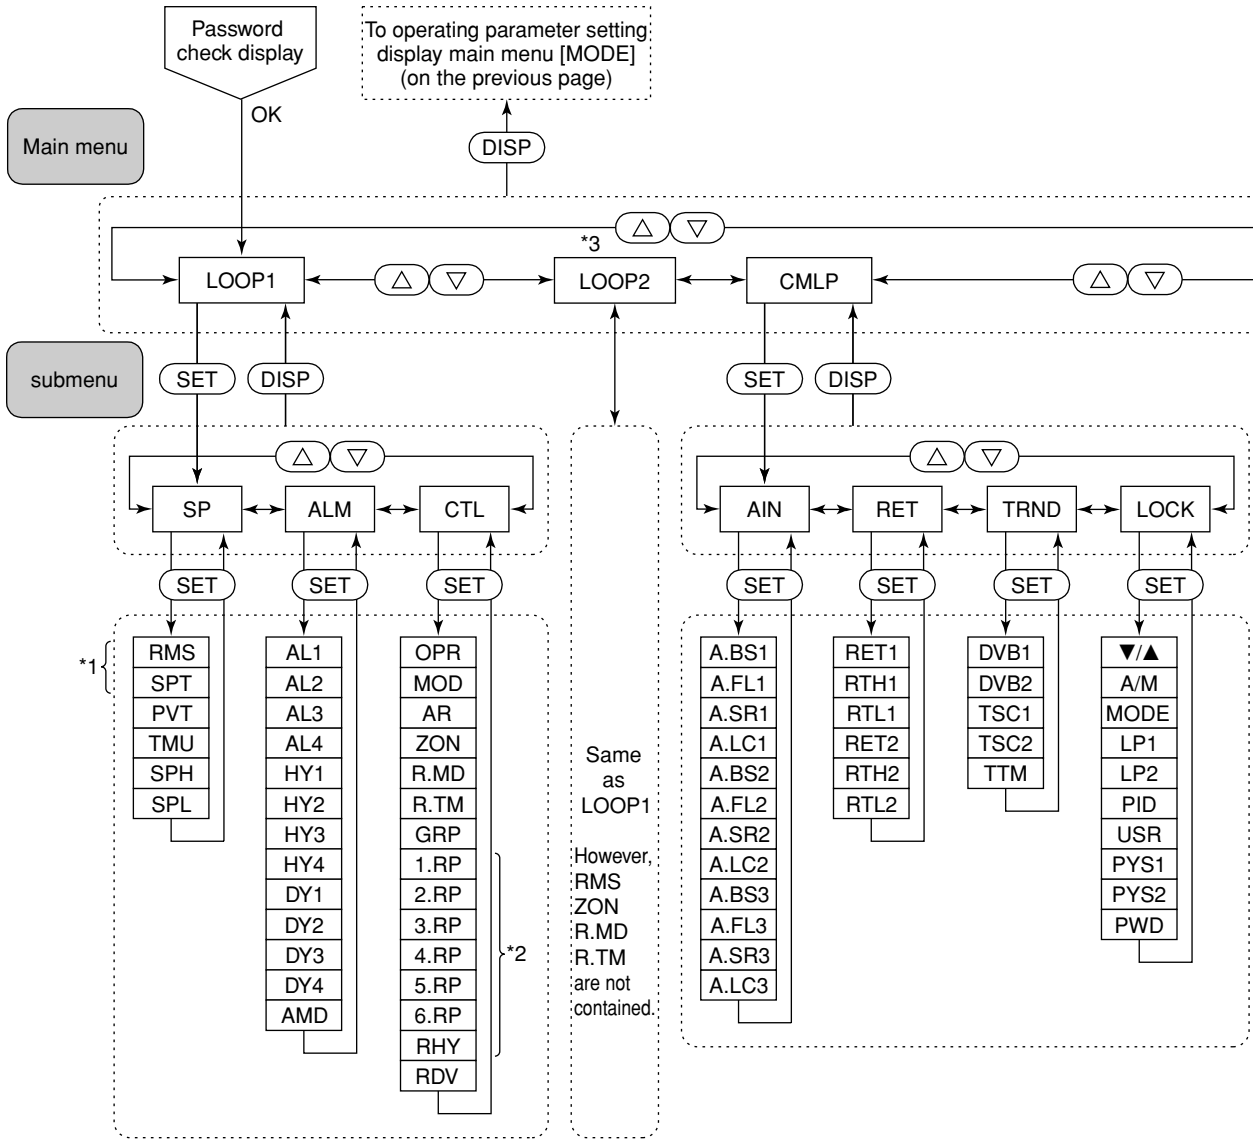 Password
check display
To operating parameter setting
display main menu [MODE]
(on the previous page)
OK
Main menu
DISP
△ ▽
*3
LOOP1
△ ▽
LOOP2
CMLP
△ ▽
submenu
SET
DISP
SET
DISP
△ ▽
△ ▽
SP
ALM
CTL
AIN
RET
TRND
LOCK
SET
SET
SET
SET
SET
SET
SET
*1
RMS
SPT
PVT
TMU
SPH
SPL
AL1
AL2
AL3
AL4
HY1
HY2
HY3
HY4
DY1
DY2
DY3
DY4
AMD
OPR
MOD
AR
ZON
R.MD
R.TM
GRP
1.RP
2.RP
3.RP
4.RP
5.RP
6.RP
RHY
RDV
*2
Same
as
LOOP1
However,
RMS
ZON
R.MD
R.TM
are not
contained.
A.BS1
A.FL1
A.SR1
A.LC1
A.BS2
A.FL2
A.SR2
A.LC2
A.BS3
A.FL3
A.SR3
A.LC3
RET1
RTH1
RTL1
RET2
RTH2
RTL2
DVB1
DVB2
TSC1
TSC2
TTM
▼/▲
A/M
MODE
LP1
LP2
PID
USR
PYS1
PYS2
PWD